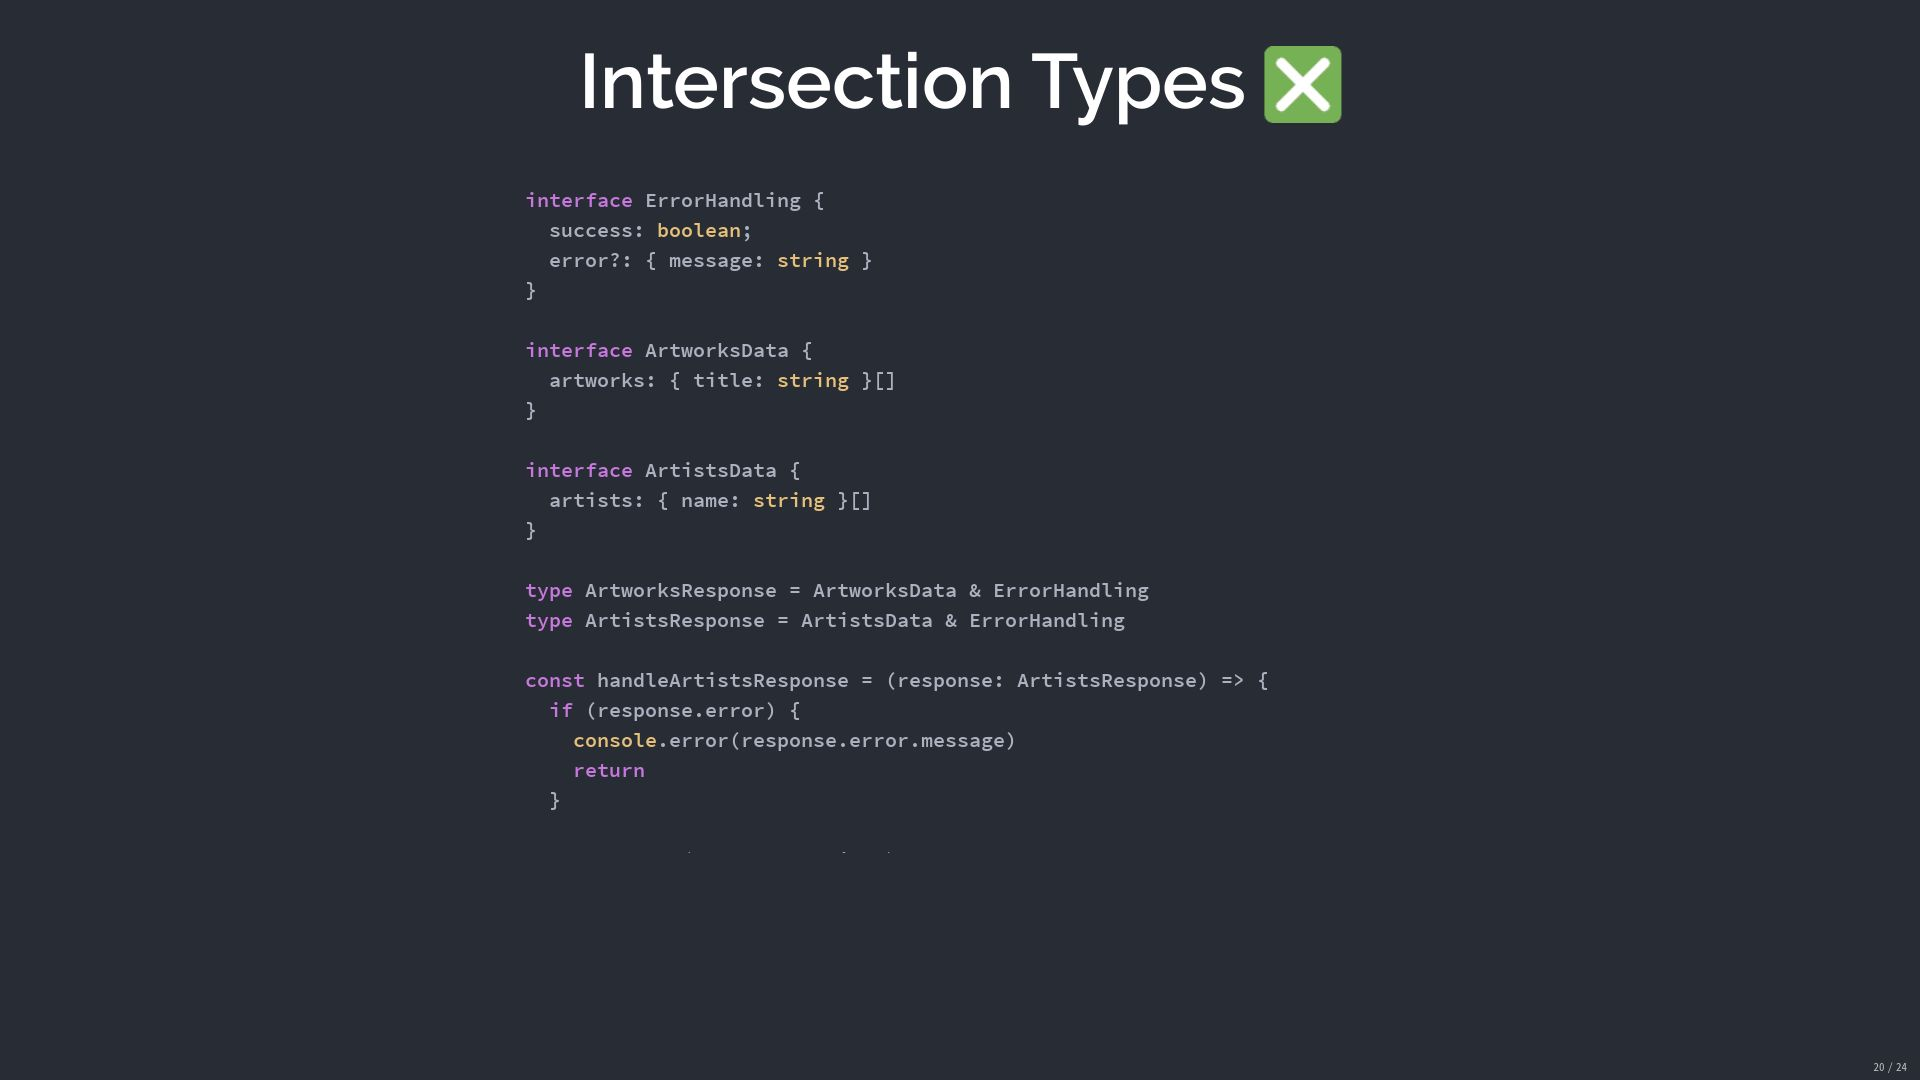 Intersection Types ❎
interface ErrorHandling {
  success: boolean;
  error?: { message: string }
}

interface ArtworksData {
  artworks: { title: string }[]
}

interface ArtistsData {
  artists: { name: string }[]
}

type ArtworksResponse = ArtworksData & ErrorHandling
type ArtistsResponse = ArtistsData & ErrorHandling

const handleArtistsResponse = (response: ArtistsResponse) => {
  if (response.error) {
    console.error(response.error.message)
    return
  }
20 / 24